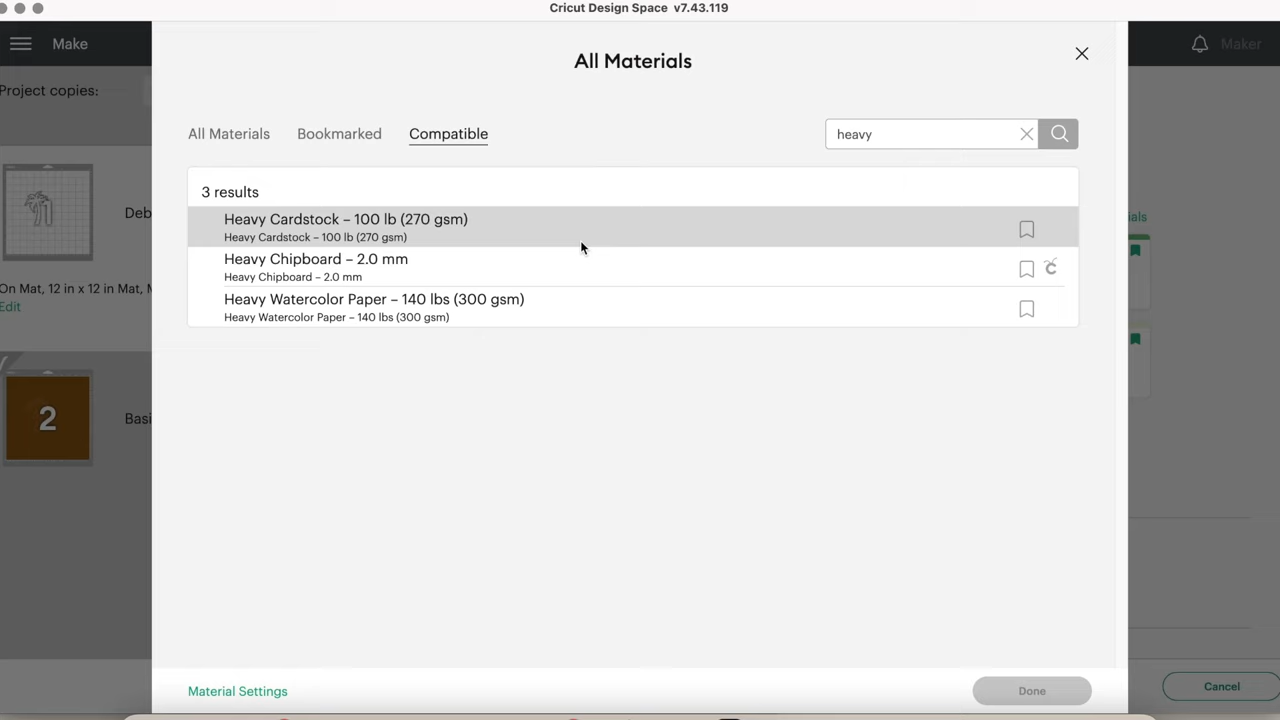 Cricut Design Space v7.43.119
Make
Maker
Project copies:
All Materials
All Materials
Bookmarked
Compatible
heavy
3 results
Heavy Cardstock – 100 lb (270 gsm)
Heavy Cardstock – 100 lb (270 gsm)
Heavy Chipboard – 2.0 mm
Heavy Chipboard – 2.0 mm
Heavy Watercolor Paper – 140 lbs (300 gsm)
Heavy Watercolor Paper – 140 lbs (300 gsm)
Deb
ials
On Mat, 12 in x 12 in Mat, M
Edit
2
Basi
Material Settings
Done
Cancel